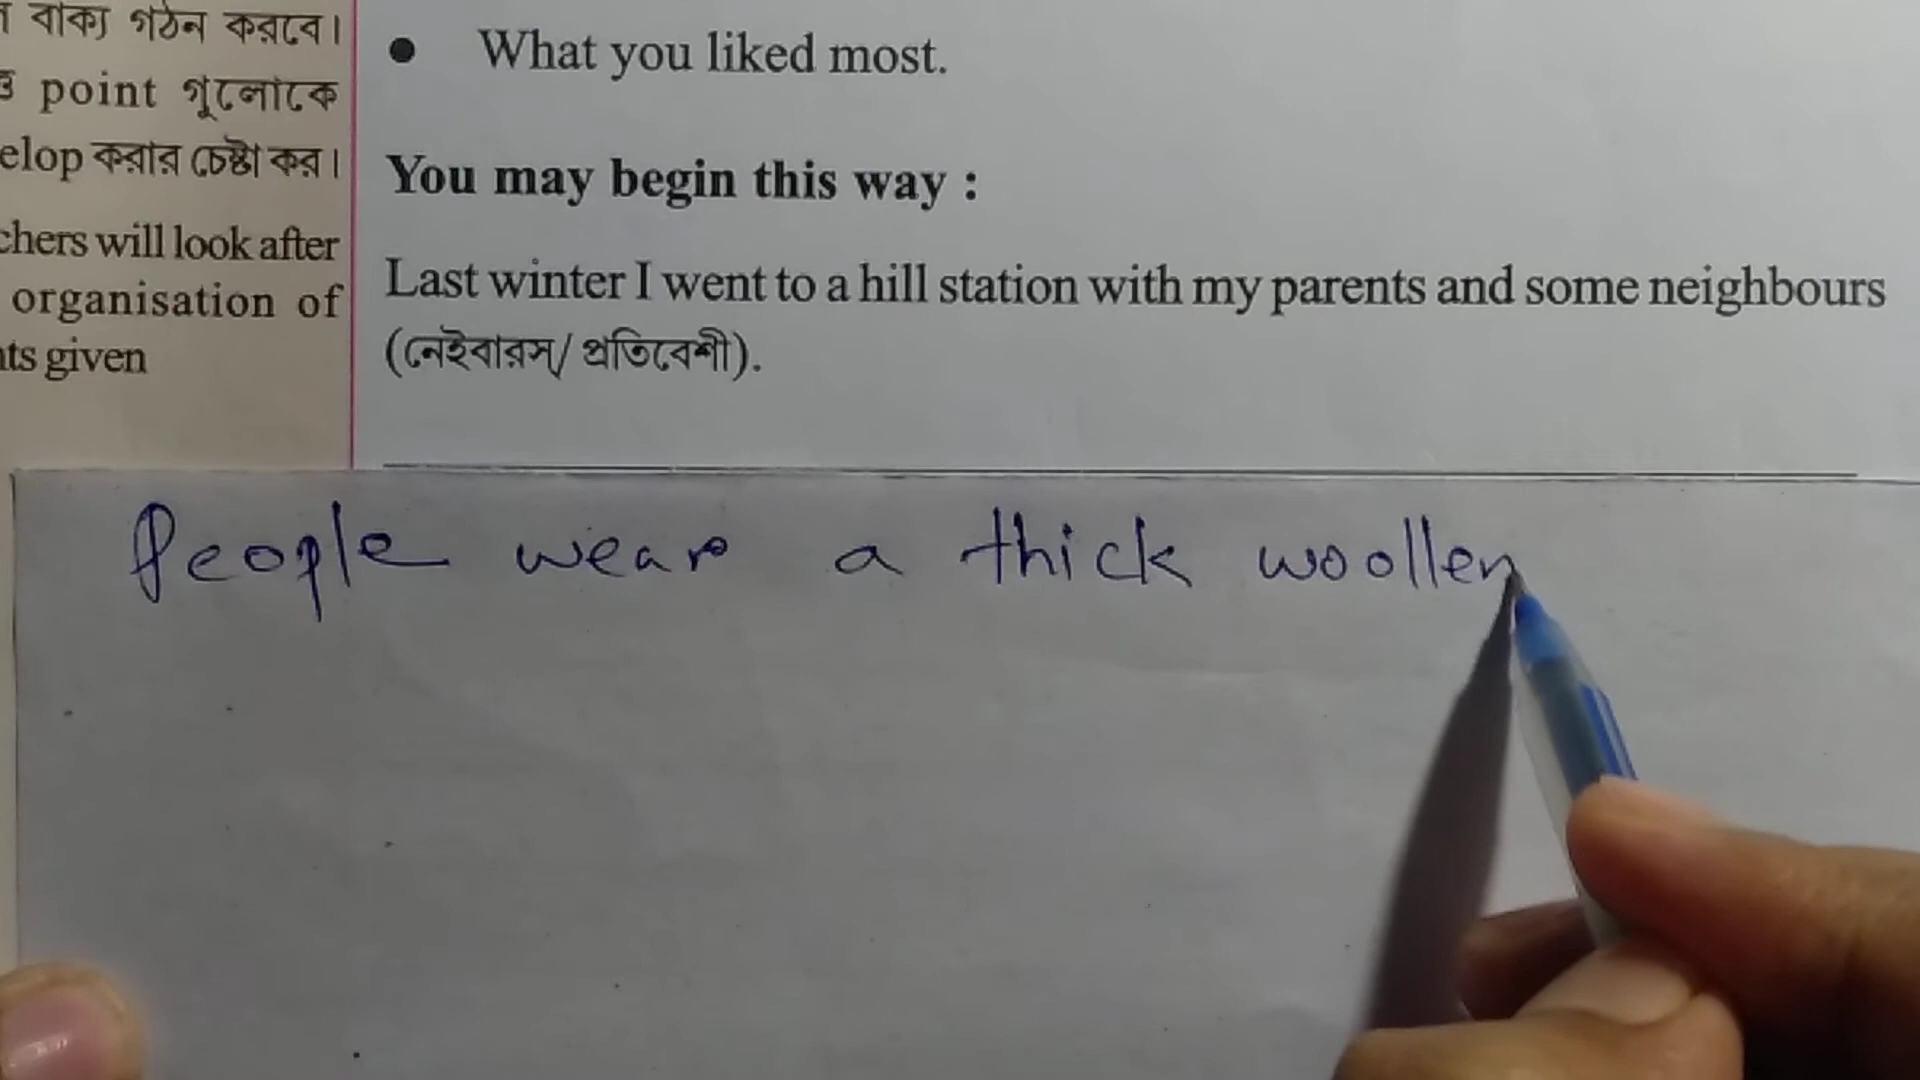 বাক্য গঠন করবে।
point গুলোকে
elop করার চেষ্টা কর।
chers will look after
organisation of
nts given
• What you liked most.
You may begin this way :
Last winter I went to a hill station with my parents and some neighbours
(নেইবারস্/ প্রতিবেশী).
People wear a thick woollen